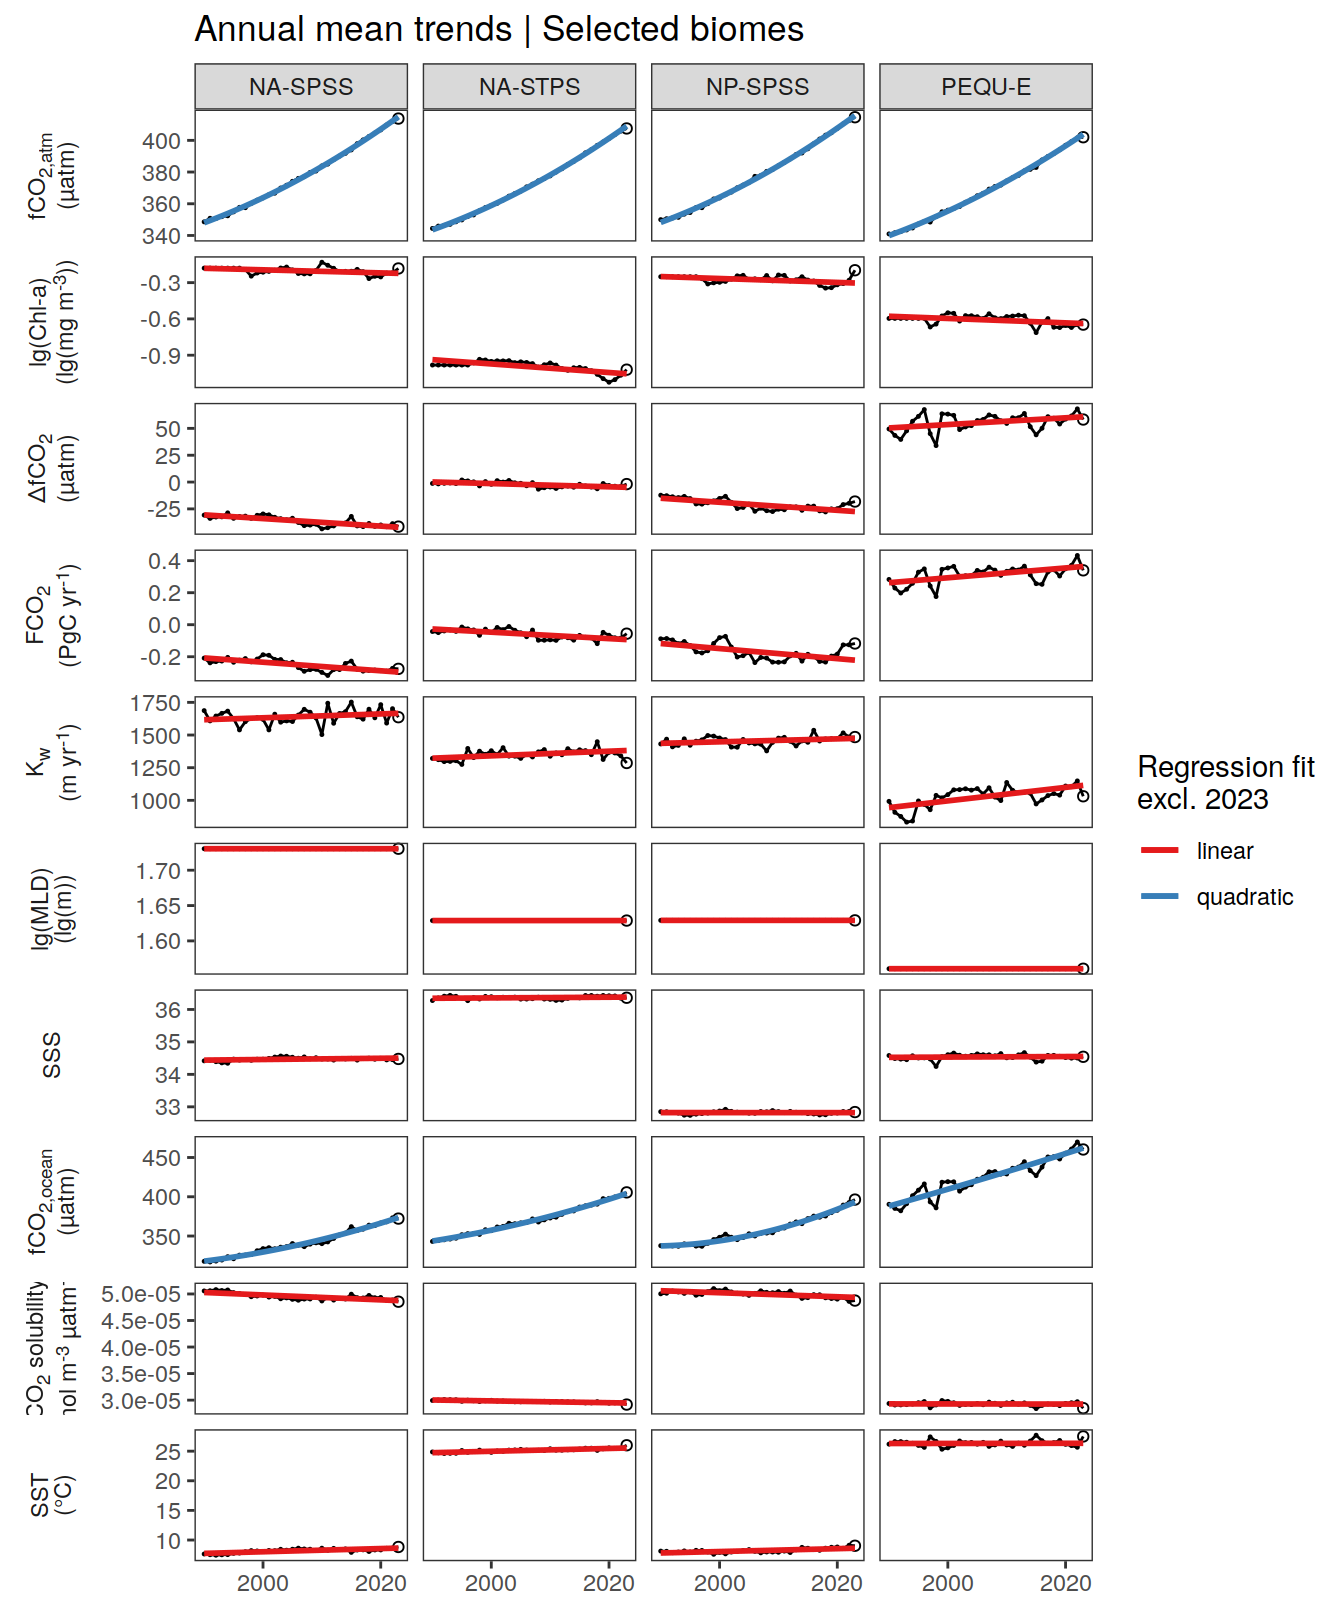 Annual mean trends | Selected biomes
NA-SPSS NA-STPS NP-SPSS PEQU-E
fCO2,atm
(µatm)
400
380
360
340
lg(Chl-a)
(lg(mg m-3))
-0.3
-0.6
-0.9
ΔfCO2
(µatm)
50
25
0
-25
FCO2
(PgC yr-1)
0.4
0.2
0.0
-0.2
Kw
(m yr-1)
1750
1500
1250
1000
lg(MLD)
(lg(m))
1.70
1.65
1.60
SSS
36
35
34
33
fCO2,ocean
(µatm)
450
400
350
CO2 solubility
nol m-3 µatm-
5.0e-05
4.5e-05
4.0e-05
3.5e-05
3.0e-05
SST
(°C)
25
20
15
10
2000 2020 2000 2020 2000 2020 2000 2020
Regression fit
excl. 2023
linear
quadratic